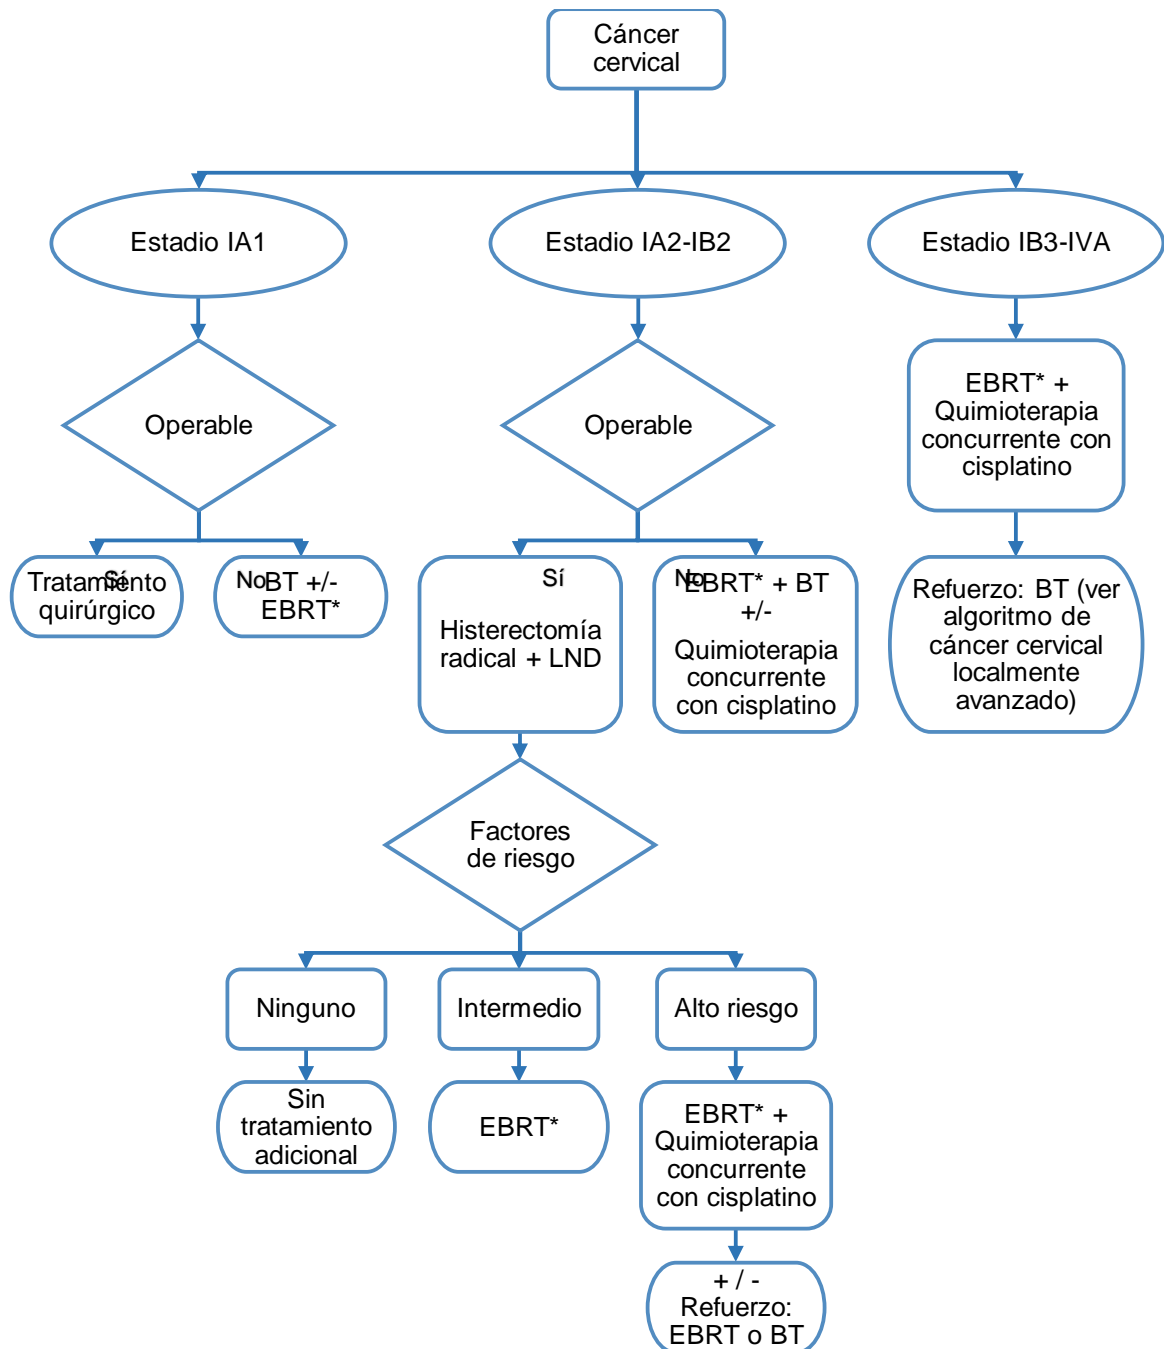 Cáncer
cervical
Estadio IA1
Estadio IA2-IB2
Estadio IB3-IVA
Operable
Operable
EBRT* +
Quimioterapia
concurrente con
cisplatino
Sí
Tratamiento
quirúrgico
No
BT +/-
EBRT*
Sí
Histerectomía
radical + LND
No
EBRT* + BT
+/-
Quimioterapia
concurrente
con cisplatino
Refuerzo: BT (ver
algoritmo de
cáncer cervical
localmente
avanzado)
Factores
de riesgo
Ninguno
Intermedio
Alto riesgo
Sin
tratamiento
adicional
EBRT*
EBRT* +
Quimioterapia
concurrente
con cisplatino
+ / -
Refuerzo:
EBRT o BT